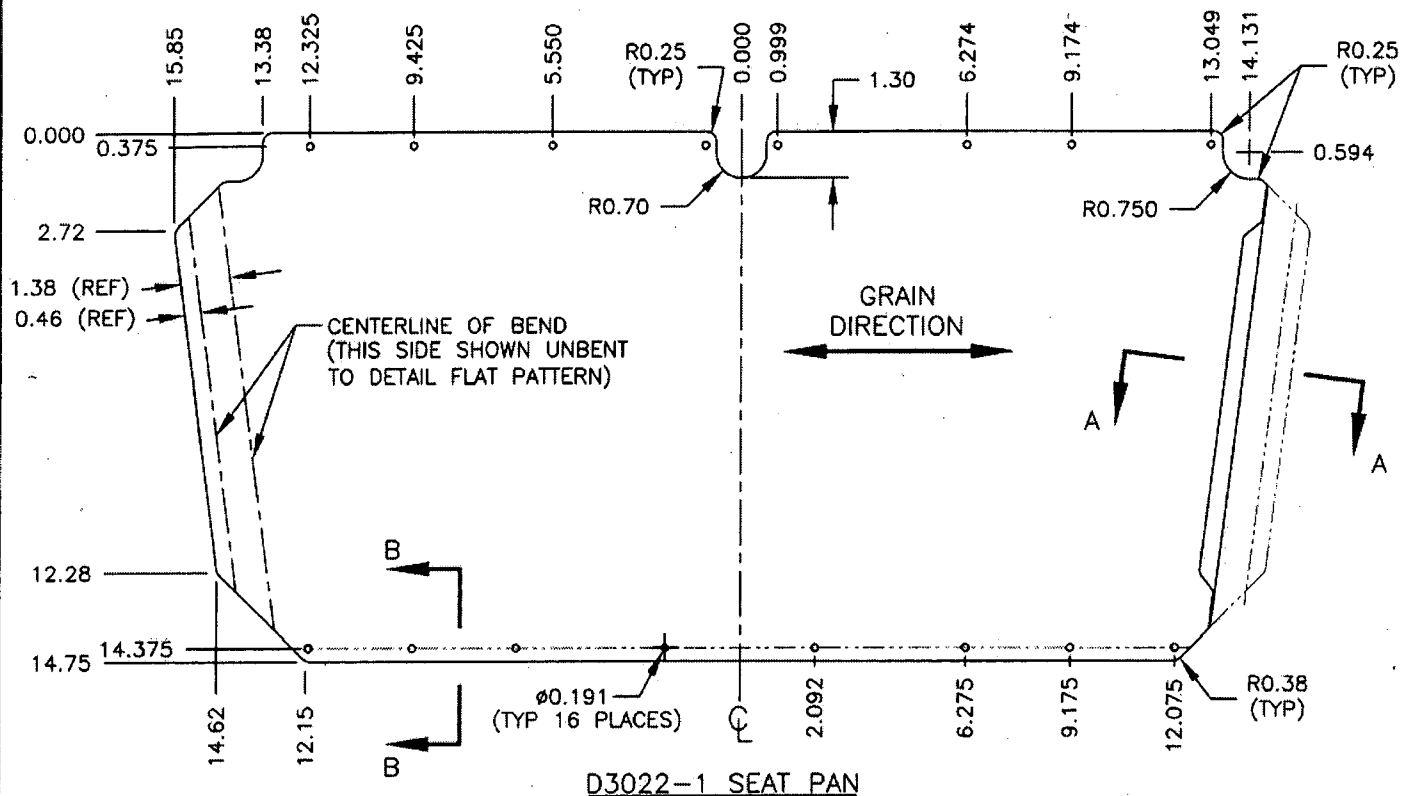 15.85
13.38
12.325
9.425
5.550
R0.25
(TYP)
0.000
0.999
1.30
6.274
9.174
13.049
14.131
R0.25
(TYP)
0.000
0.375
0.594
R0.70
R0.750
2.72
1.38 (REF)
0.46 (REF)
CENTERLINE OF BEND
(THIS SIDE SHOWN UNBENT
TO DETAIL FLAT PATTERN)
GRAIN
DIRECTION
A
A
B
12.28
14.375
14.75
ø0.191
(TYP 16 PLACES)
14.62
12.15
B
CL
2.092
6.275
9.175
12.075
R0.38
(TYP)
D3022-1 SEAT PAN